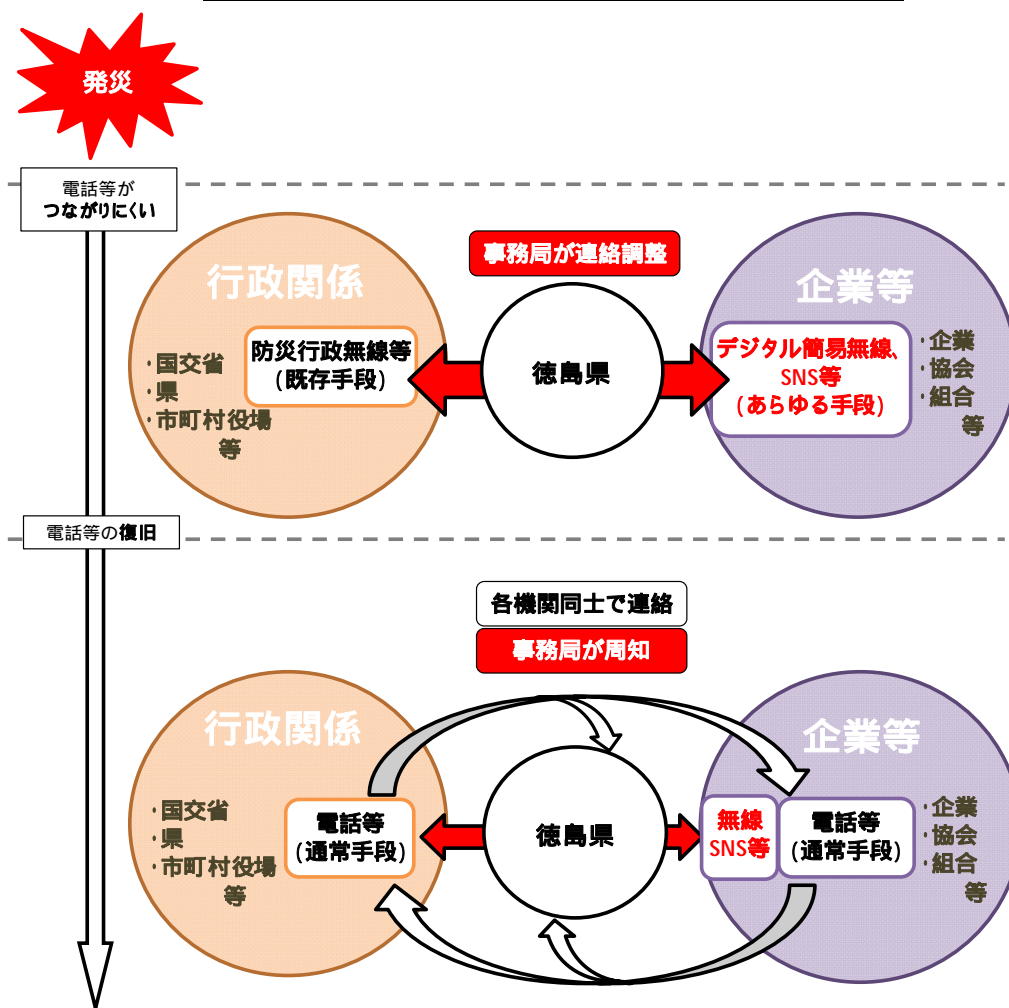 発災
電話等が
つながりにくい
事務局が連絡調整
行政関係
企業等
防災行政無線等
(既存手段)
・国交省
・県
・市町村役場
等
徳島県
デジタル簡易無線、
SNS等
(あらゆる手段)
・企業
・協会
・組合
等
電話等の復旧
各機関同士で連絡
事務局が周知
行政関係
企業等
・国交省
・県
・市町村役場
等
電話等
(通常手段)
徳島県
無線
SNS等
電話等
(通常手段)
・企業
・協会
・組合
等